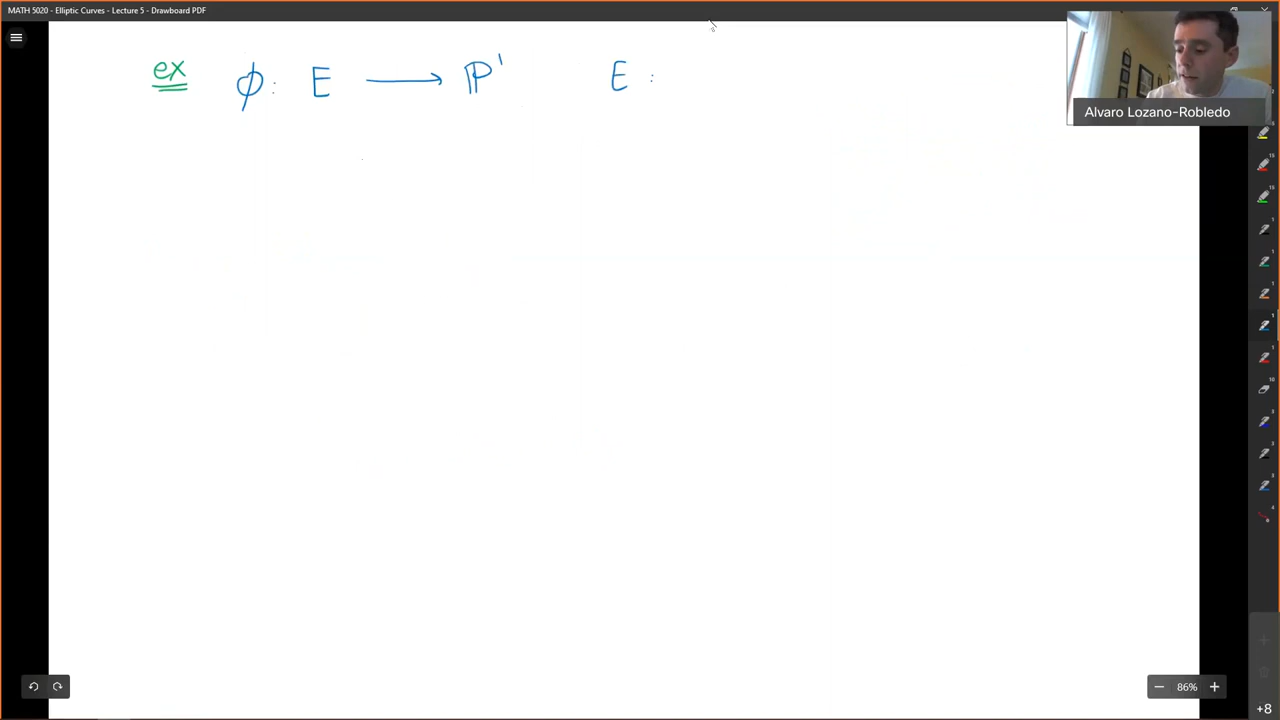 MATH 5020 - Elliptic Curves - Lecture 5 - Drawboard PDF
ex φ: E ⟶ ℙ¹ E :
Alvaro Lozano-Robledo
86%
+8